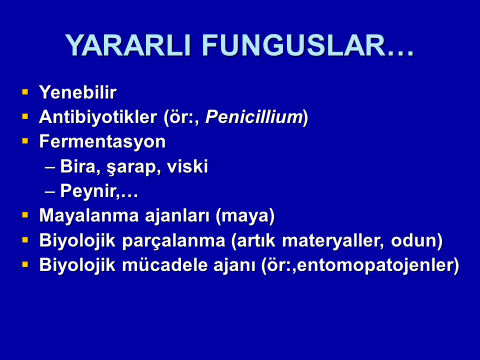 YARARLI FUNGUSLAR…
Yenebilir
Antibiyotikler (ör:, Penicillium)
Fermentasyon
– Bira, şarap, viski
– Peynir,…
Mayalanma ajanları (maya)
Biyolojik parçalanma (artık materyaller, odun)
Biyolojik mücadele ajanı (ör:,entomopatojenler)